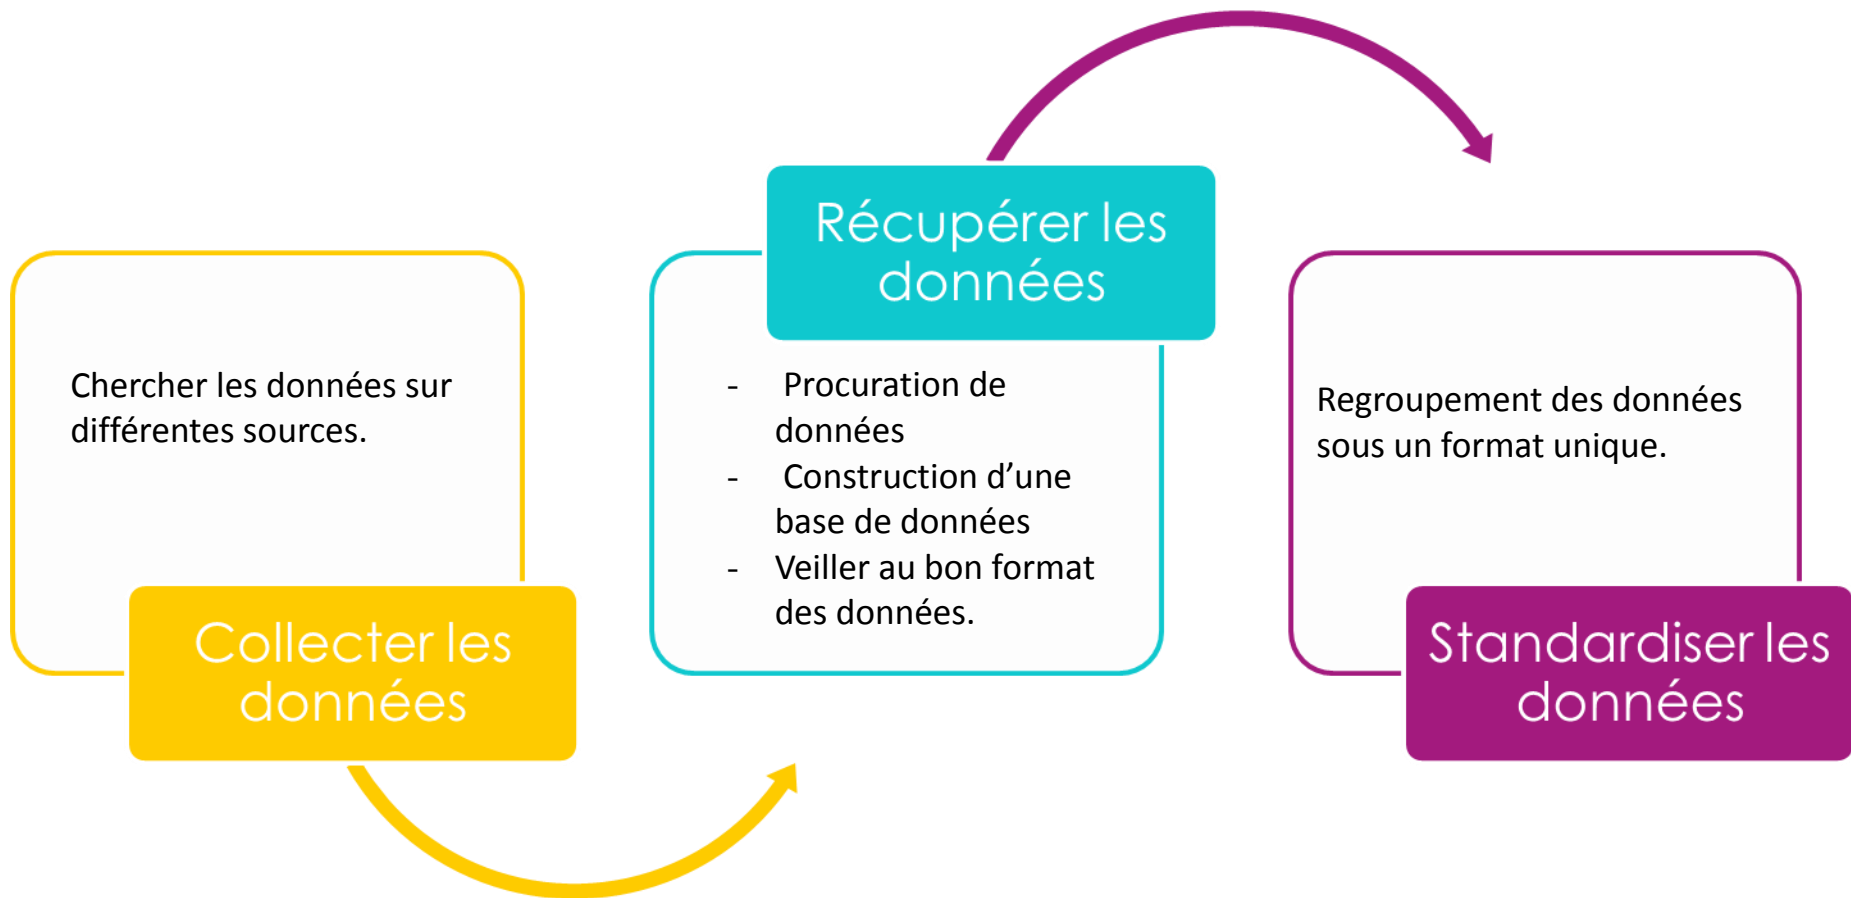 Chercher les données sur
différentes sources.
Collecter les
données
Récupérer les
données
- Procuration de
données
- Construction d’une
base de données
- Veiller au bon format
des données.
Regroupement des données
sous un format unique.
Standardiser les
données